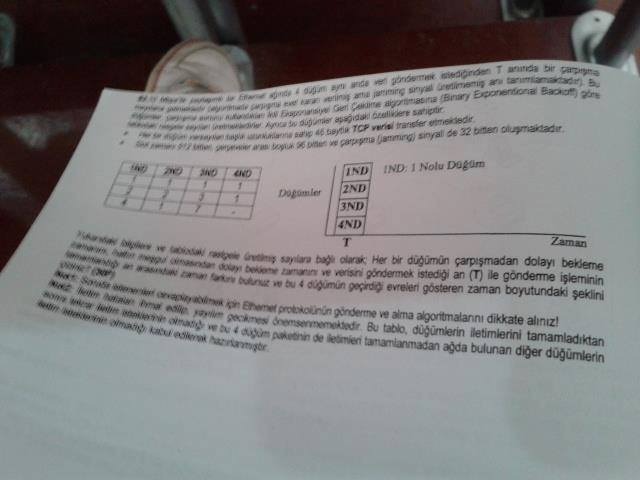 Mbps'lik paylaşımlı bir Ethernet ağında 4 düğüm aynı anda veri göndermek istediğinden T anında bir çarpışma
meydana gelmektedir (algoritmada çarpışma evet kararı verilmiş ama jamming sinyali üretilmemiş anı tanımlamaktadır). Bu
düğümler çarpışma sonrası kullandıkları İkili Eksponansiyel Geri Çekilme algoritmasına (Binary Exponentional Backoff) göre
rastgele sayıları üretmektedirler. Ayrıca bu düğümler aşağıdaki özelliklere sahiptir.
Her bir düğüm varsayılan başlık uzunluklarına sahip 46 baytlık TCP verisi transfer etmektedir.
Slot zamanı 512 bitten, çerçeveler arası boşluk 96 bitten ve çarpışma (jamming) sinyali de 32 bitten oluşmaktadır.
1ND 2ND 3ND 4ND
1 1 1 1
2 3 3 1
4 1 7 -
Düğümler
1ND
2ND
3ND
4ND
1ND: 1 Nolu Düğüm
T
Zaman
Yukarıdaki bilgilere ve tablodaki rastgele üretilmiş sayılara bağlı olarak; Her bir düğümün çarpışmadan dolayı bekleme
zamanını, hattın meşgul olmasından dolayı bekleme zamanını ve verisini göndermek istediği an (T) ile gönderme işleminin
tamamlandığı an arasındaki zaman farkını bulunuz ve bu 4 düğümün geçirdiği evreleri gösteren zaman boyutundaki şeklini
çiziniz? (30P)
Not1: Soruda istenenleri cevaplayabilmek için Ethernet protokolünün gönderme ve alma algoritmalarını dikkate alınız!
Not2: İletim hataları ihmal edilip, yayılım gecikmesi önemsenmemektedir. Bu tablo, düğümlerin iletimlerini tamamladıktan
sonra tekrar iletim isteklerinin olmadığı ve bu 4 düğüm paketinin de iletimleri tamamlanmadan ağda bulunan diğer düğümlerin
iletim isteklerinin olmadığı kabul edilerek hazırlanmıştır.